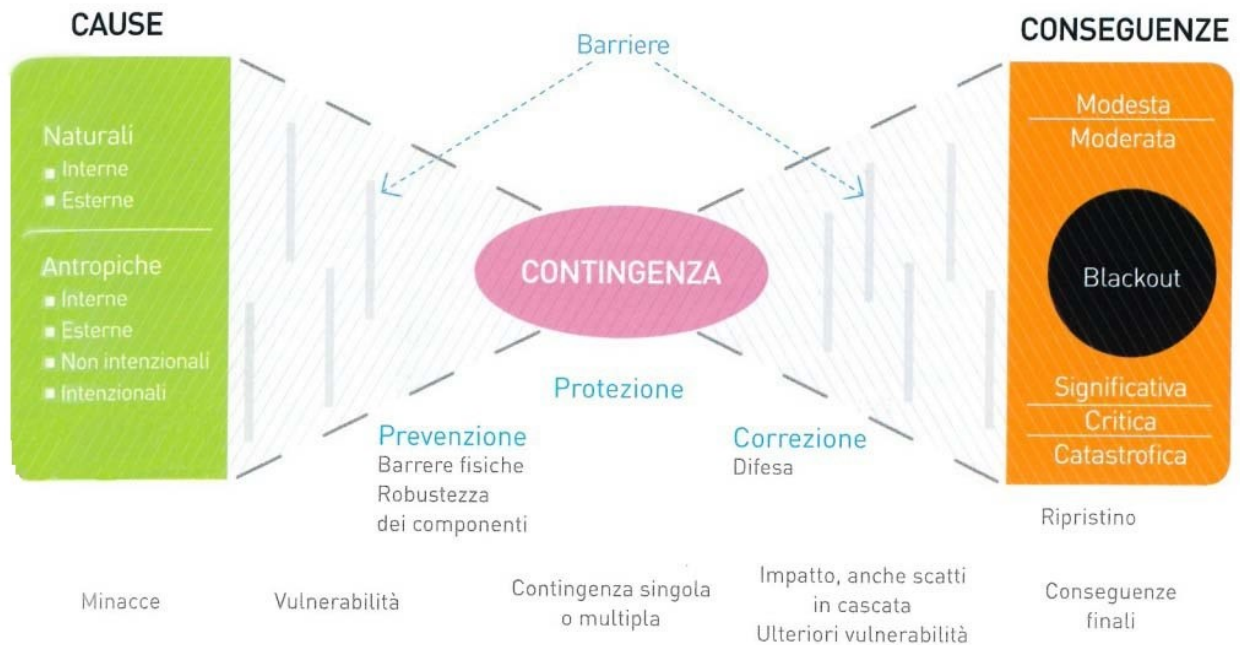 CAUSE
CONSEGUENZE
Barriere
Naturali
Interne
Esterne
Antropiche
Interne
Esterne
Non intenzionali
Intenzionali
CONTINGENZA
Modesta
Moderata
Blackout
Significativa
Critica
Catastrofica
Protezione
Prevenzione
Barrere fisiche
Robustezza
dei componenti
Correzione
Difesa
Ripristino
Minacce
Vulnerabilità
Contingenza singola
o multipla
Impatto, anche scatti
in cascata
Ulteriori vulnerabilità
Conseguenze
finali